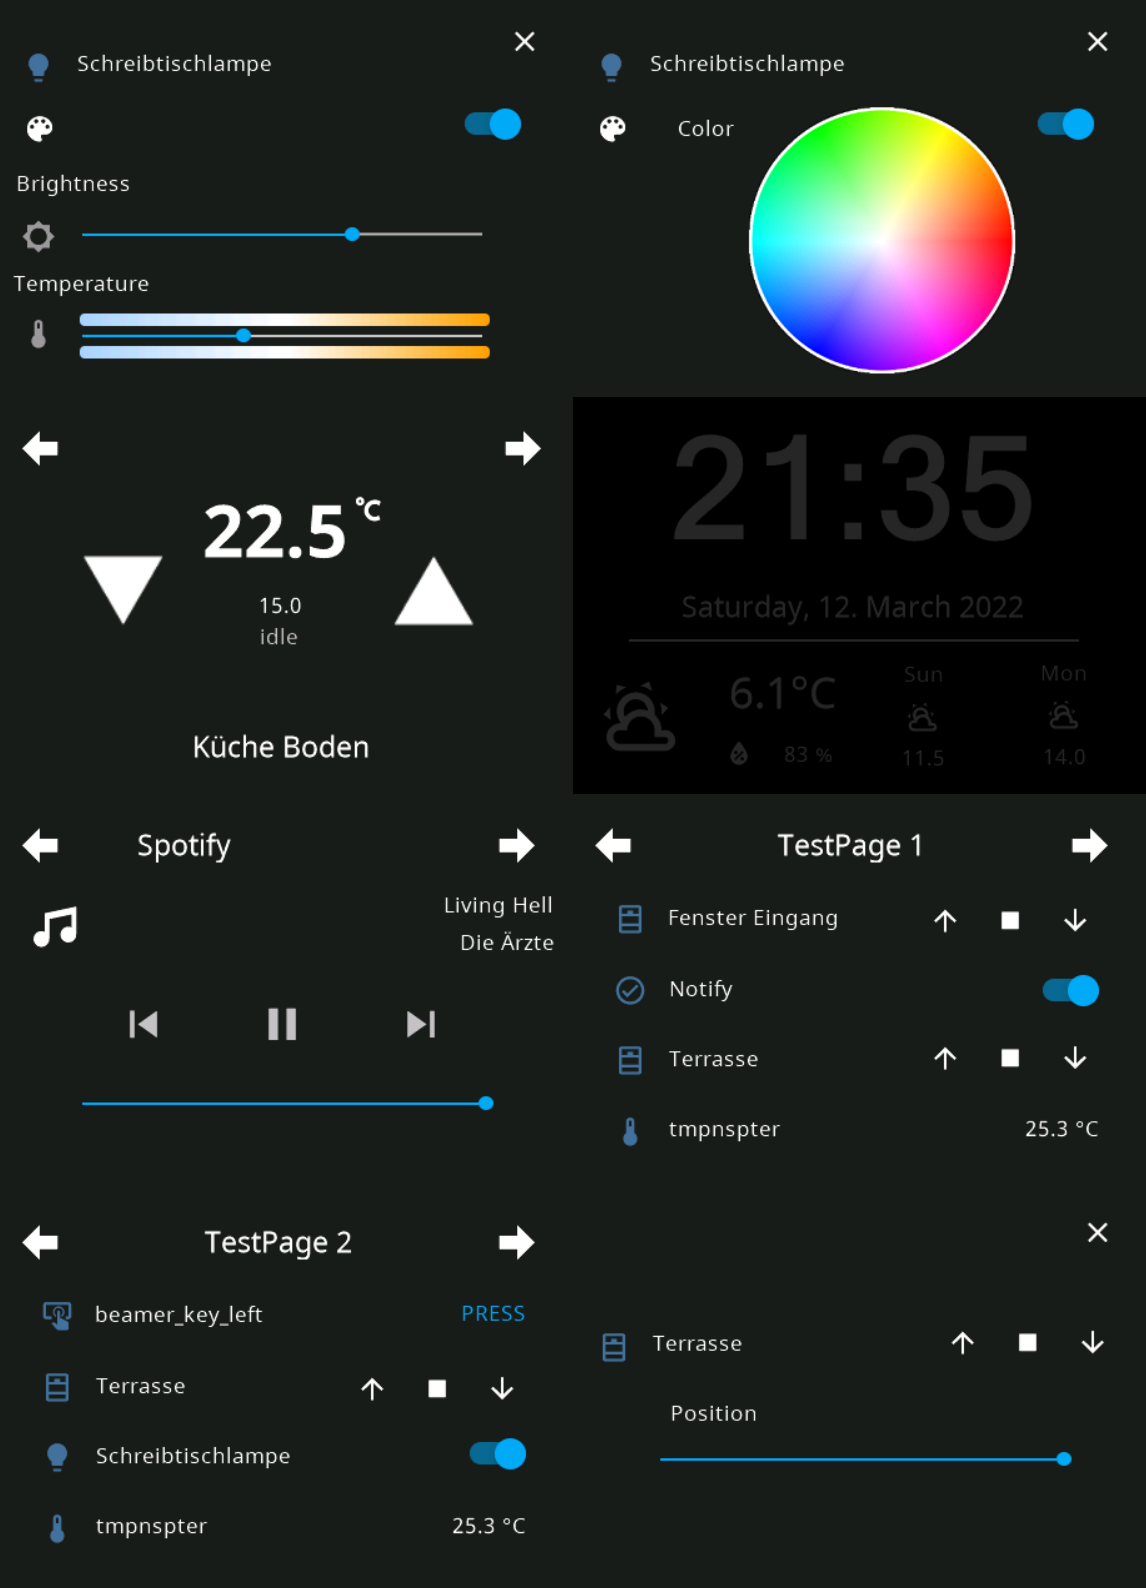 Schreibtischlampe
Brightness
Temperature
Schreibtischlampe
Color
22.5 °C
15.0
idle
Küche Boden
21:35
Saturday, 12. March 2022
6.1°C
83 %
Sun
11.5
Mon
14.0
Spotify
Living Hell
Die Ärzte
TestPage 1
Fenster Eingang
Notify
Terrasse
tmpnspter 25.3 °C
TestPage 2
beamer_key_left PRESS
Terrasse
Schreibtischlampe
tmpnspter 25.3 °C
Terrasse
Position